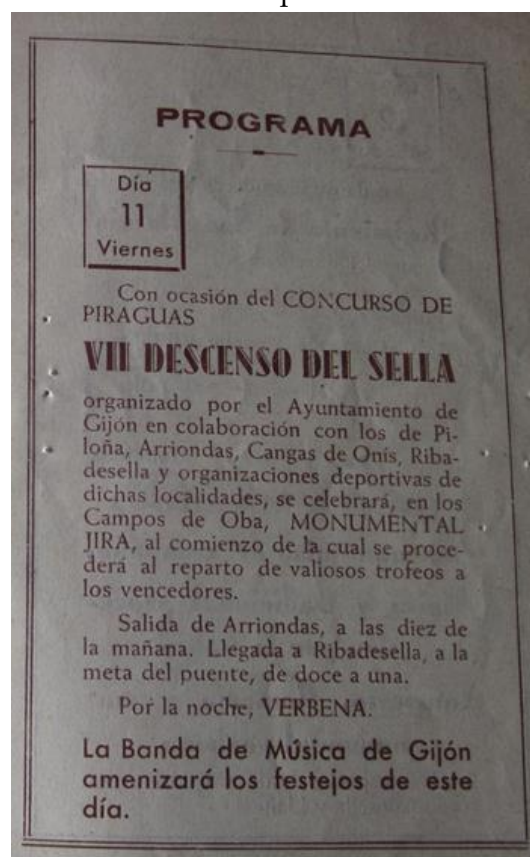 PROGRAMA
Día
11
Viernes
Con ocasión del CONCURSO DE
PIRAGUAS
VII DESCENSO DEL SELLA
organizado por el Ayuntamiento de
Gijón en colaboración con los de Pi-
loña, Arriondas, Cangas de Onís, Riba-
desella y organizaciones deportivas de
dichas localidades, se celebrará, en los
Campos de Oba, MONUMENTAL
JIRA, al comienzo de la cual se proce-
derá al reparto de valiosos trofeos a
los vencedores.
Salida de Arriondas, a las diez de
la mañana. Llegada a Ribadesella, a la
meta del puente, de doce a una.
Por la noche, VERBENA.
La Banda de Música de Gijón
amenizará los festejos de este
día.